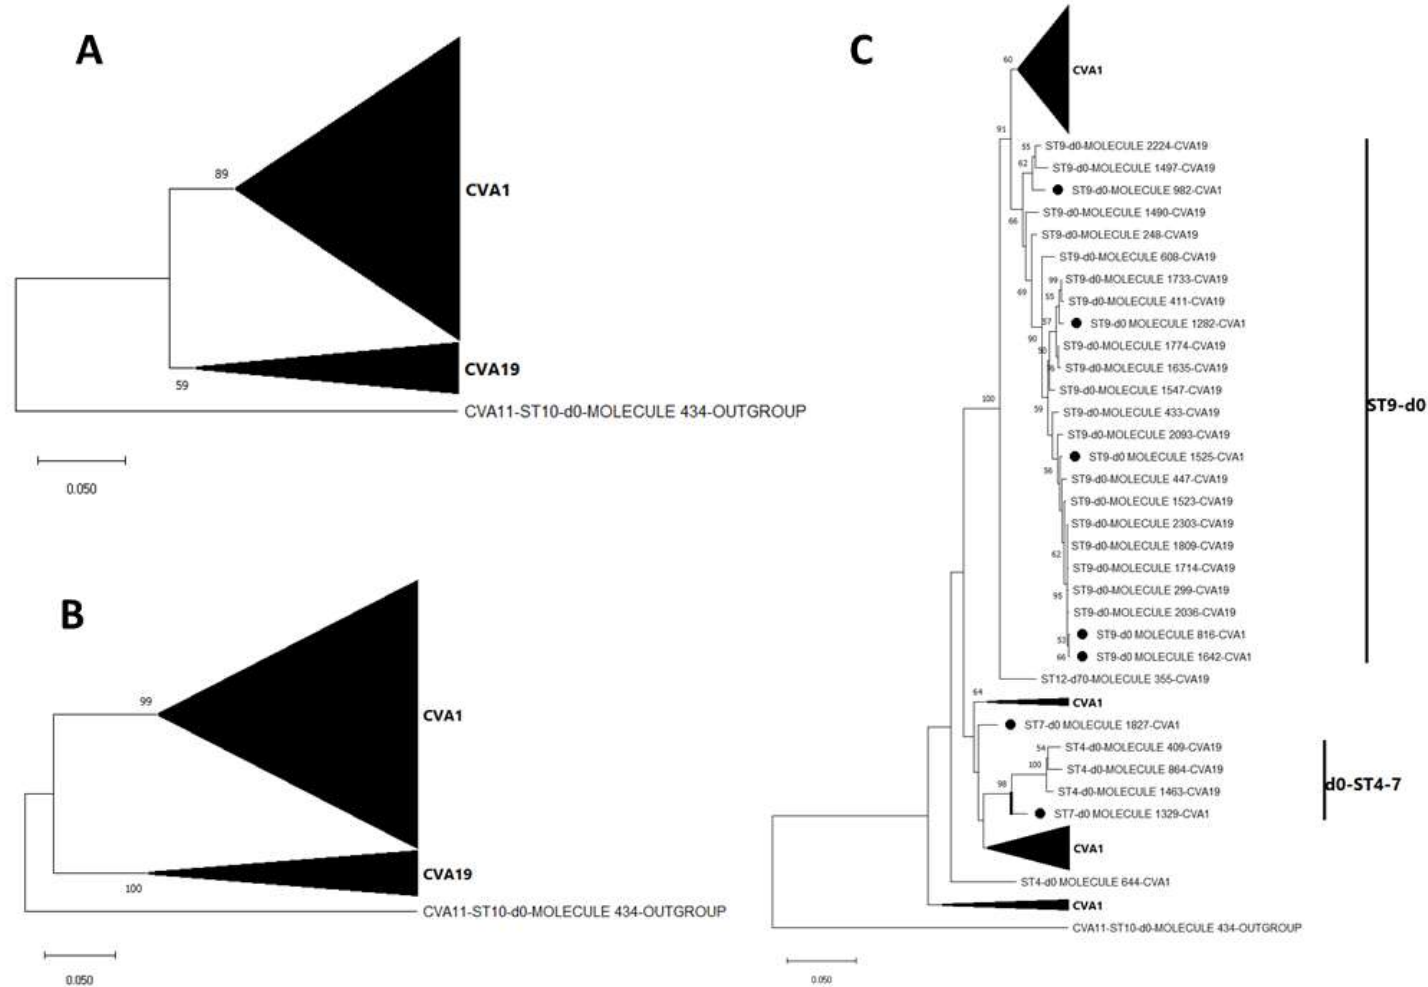 A
89
CVA1
CVA19
59
CVA11-ST10-d0-MOLECULE 434-OUTGROUP
0.050
B
99
CVA1
CVA19
100
CVA11-ST10-d0-MOLECULE 434-OUTGROUP
0.050
C
60
CVA1
91
55
ST9-d0-MOLECULE 2224-CVA19
62
ST9-d0-MOLECULE 1497-CVA19
ST9-d0-MOLECULE 982-CVA1
66
ST9-d0-MOLECULE 1490-CVA19
ST9-d0-MOLECULE 248-CVA19
ST9-d0-MOLECULE 608-CVA19
99
ST9-d0-MOLECULE 1733-CVA19
69
55
ST9-d0-MOLECULE 411-CVA19
57
ST9-d0 MOLECULE 1282-CVA1
90
50
ST9-d0-MOLECULE 1774-CVA19
ST9-d0-MOLECULE 1635-CVA19
ST9-d0-MOLECULE 1547-CVA19
100
59
ST9-d0-MOLECULE 433-CVA19
ST9-d0
ST9-d0-MOLECULE 2093-CVA19
ST9-d0 MOLECULE 1525-CVA1
56
ST9-d0-MOLECULE 447-CVA19
ST9-d0-MOLECULE 1523-CVA19
ST9-d0-MOLECULE 2303-CVA19
ST9-d0-MOLECULE 1809-CVA19
62
ST9-d0-MOLECULE 1714-CVA19
95
ST9-d0-MOLECULE 299-CVA19
ST9-d0-MOLECULE 2036-CVA19
53
ST9-d0 MOLECULE 816-CVA1
66
ST9-d0 MOLECULE 1642-CVA1
ST12-d70-MOLECULE 355-CVA19
64
CVA1
ST7-d0 MOLECULE 1827-CVA1
54
ST4-d0-MOLECULE 409-CVA19
100
ST4-d0-MOLECULE 864-CVA19
98
ST4-d0-MOLECULE 1463-CVA19
d0-ST4-7
ST7-d0 MOLECULE 1329-CVA1
CVA1
ST4-d0 MOLECULE 644-CVA1
CVA1
CVA11-ST10-d0-MOLECULE 434-OUTGROUP
0.050